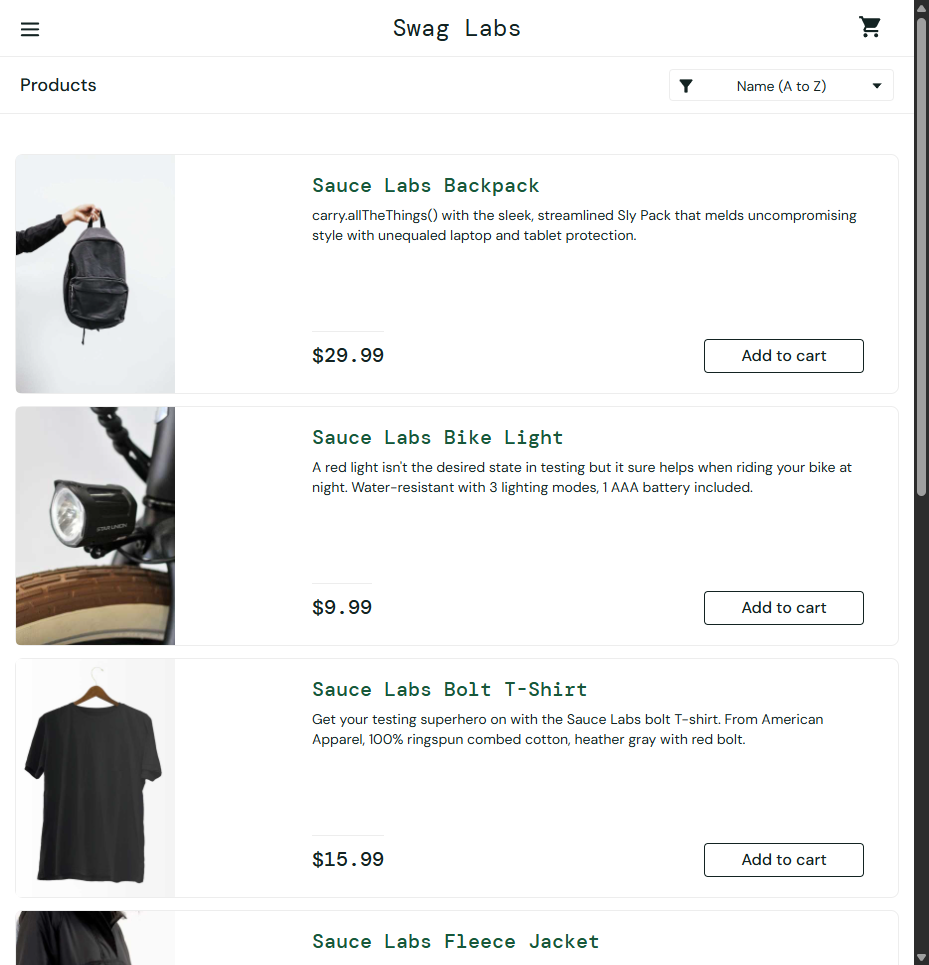 Swag Labs
Products
Name (A to Z)
Sauce Labs Backpack
carry.allTheThings() with the sleek, streamlined Sly Pack that melds uncompromising
style with unequaled laptop and tablet protection.
$29.99
Add to cart
Sauce Labs Bike Light
A red light isn't the desired state in testing but it sure helps when riding your bike at
night. Water-resistant with 3 lighting modes, 1 AAA battery included.
$9.99
Add to cart
Sauce Labs Bolt T-Shirt
Get your testing superhero on with the Sauce Labs bolt T-shirt. From American
Apparel, 100% ringspun combed cotton, heather gray with red bolt.
$15.99
Add to cart
Sauce Labs Fleece Jacket